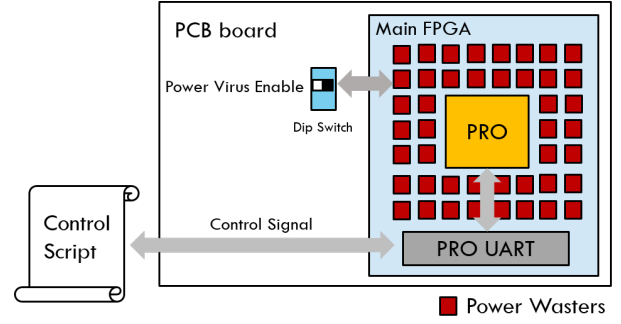 PCB board
Main FPGA
Power Virus Enable
Dip Switch
PRO
Control
Script
Control Signal
PRO UART
Power Wasters